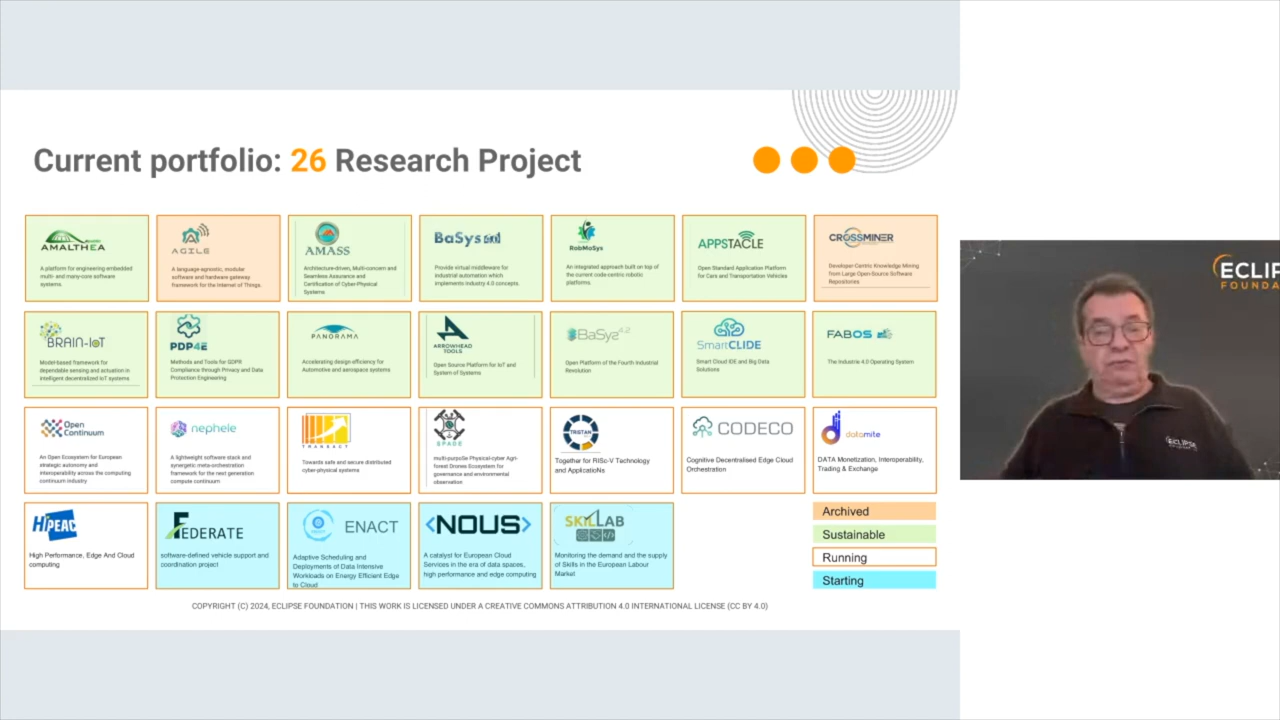 Current portfolio: 26 Research Project
AMALTHEA
A platform for engineering embedded
multi- and many-core software
systems.
AGILE
A language-agnostic, modular
software and hardware gateway
framework for the Internet of Things.
AMASS
Architecture-driven, Multi-concern and
Seamless Assurance and
Certification of Cyber-Physical
Systems
BaSys
Provide virtual middleware for
industrial automation which
implements Industry 4.0 concepts.
RobMoSys
An integrated approach built on top of
the current code-centric robotic
platforms.
APPSTACLE
Open Standard Application Platform
for Cars and Transportation Vehicles
CROSSMINER
Developer-Centric Knowledge Mining
from Large Open-Source Software
Repositories
BRAIN-IoT
Model-based framework for
dependable sensing and actuation in
intelligent decentralized IoT systems
PDP4E
Methods and Tools for GDPR
Compliance through Privacy and Data
Protection Engineering
PANORAMA
Accelerating design efficiency for
Automotive and aerospace systems
ARROWHEAD
TOOLS
Open Source Platform for IoT and
System of Systems
BaSys 4.2
Open Platform of the Fourth Industrial
Revolution
SmartCLIDE
Smart Cloud IDE and Big Data
Solutions
FABOS
The Industrie 4.0 Operating System
Open
Continuum
An Open Ecosystem for European
strategic autonomy and
interoperability across the computing
continuum industry
nephele
A lightweight software stack and
synergetic meta-orchestration
framework for the next generation
compute continuum
TRANSACT
Towards safe and secure distributed
cyber-physical systems
SPADE
multi-purpoSe Physical-cyber Agri-
forest Drones Ecosystem for
governance and environmental
observation
TRISTAN
Together for RISc-V Technology
and ApplicatioNs
CODECO
Cognitive Decentralised Edge Cloud
Orchestration
datamite
DATA Monetization, Interoperability,
Trading & Exchange
HiPEAC
High Performance, Edge And Cloud
computing
FEDERATE
software-defined vehicle support and
coordination project
ENACT
Adaptive Scheduling and
Deployments of Data Intensive
Workloads on Energy Efficient Edge
to Cloud
<NOUS>
A catalyst for European Cloud
Services in the era of data spaces,
high performance and edge computing
SKILLAB
Monitoring the demand and the supply
of Skills in the European Labour
Market
Archived
Sustainable
Running
Starting
COPYRIGHT (C) 2024, ECLIPSE FOUNDATION | THIS WORK IS LICENSED UNDER A CREATIVE COMMONS ATTRIBUTION 4.0 INTERNATIONAL LICENSE (CC BY 4.0)
ECLIP
FOUNDA
ECLIPSE